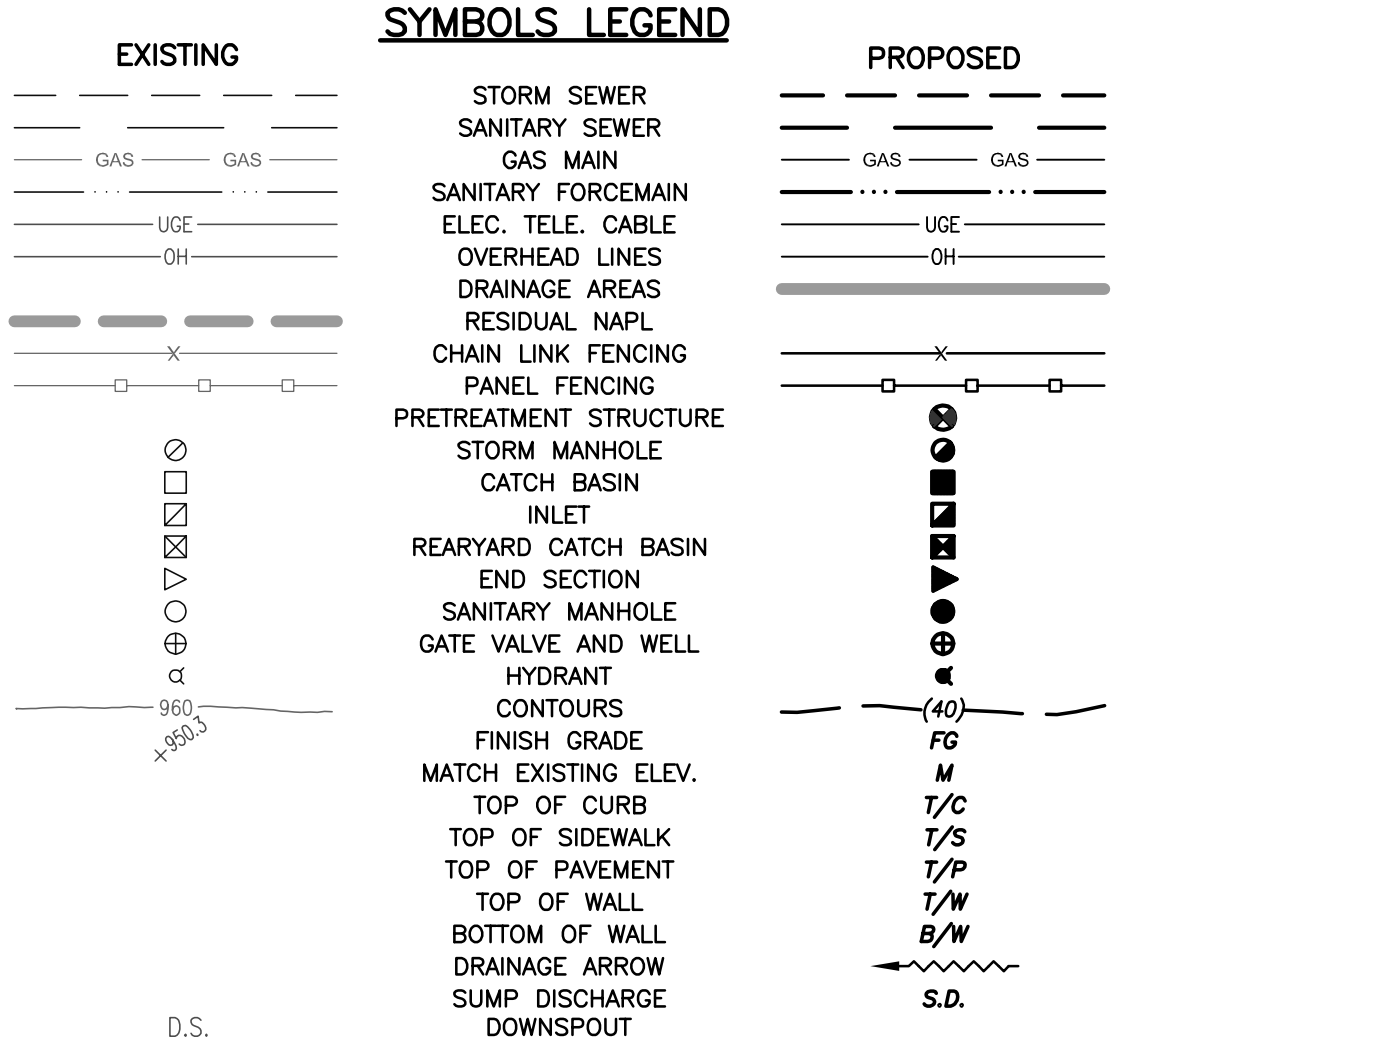 SYMBOLS LEGEND
EXISTING PROPOSED
STORM SEWER
SANITARY SEWER
GAS GAS GAS MAIN GAS GAS
SANITARY FORCEMAIN
UGE ELEC. TELE. CABLE UGE
OH OVERHEAD LINES OH
DRAINAGE AREAS
RESIDUAL NAPL
X CHAIN LINK FENCING X
PANEL FENCING
PRETREATMENT STRUCTURE
STORM MANHOLE
CATCH BASIN
INLET
REARYARD CATCH BASIN
END SECTION
SANITARY MANHOLE
GATE VALVE AND WELL
HYDRANT
960 CONTOURS (40)
+950.3 FINISH GRADE FG
MATCH EXISTING ELEV. M
TOP OF CURB T/C
TOP OF SIDEWALK T/S
TOP OF PAVEMENT T/P
TOP OF WALL T/W
BOTTOM OF WALL B/W
DRAINAGE ARROW
SUMP DISCHARGE S.D.
D.S. DOWNSPOUT